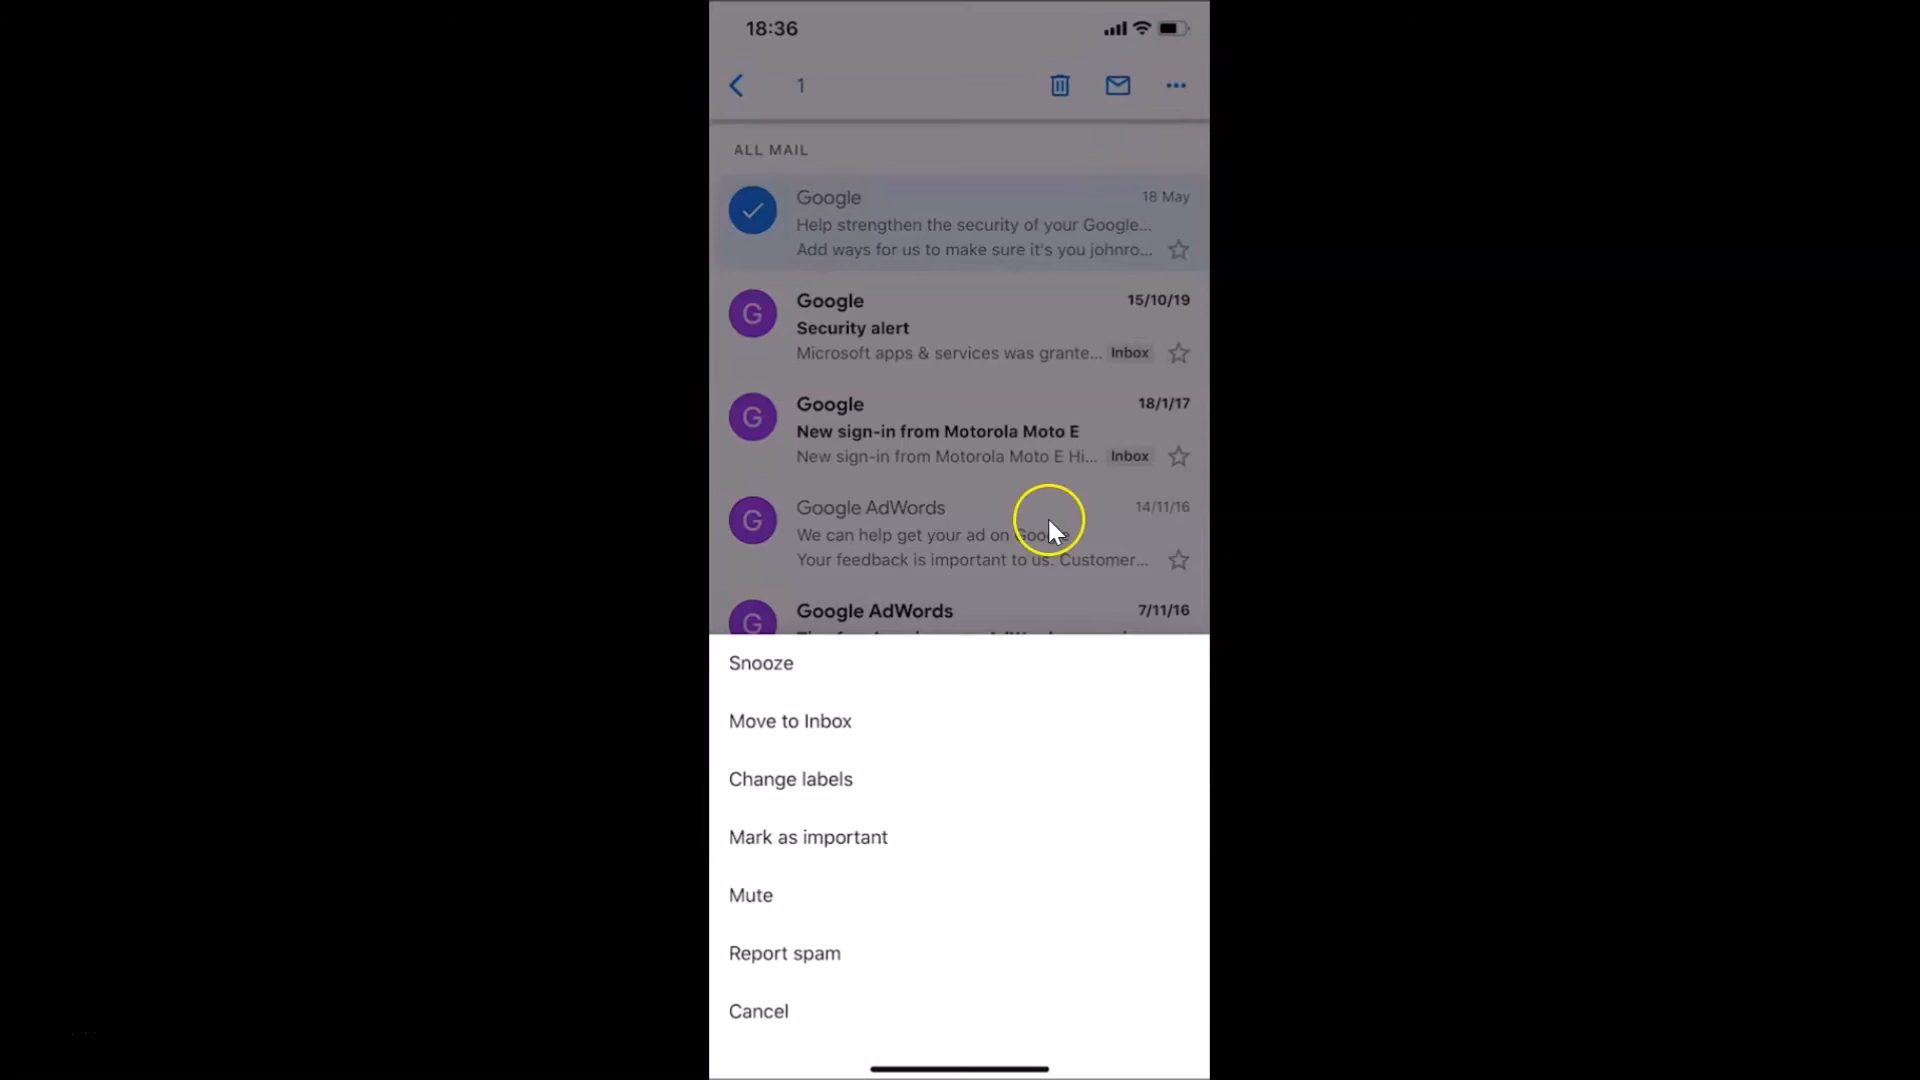 18:36
1
ALL MAIL
Google 18 May
Help strengthen the security of your Google...
Add ways for us to make sure it's you johnro...
G Google 15/10/19
Security alert
Microsoft apps & services was grante... Inbox
G Google 18/1/17
New sign-in from Motorola Moto E
New sign-in from Motorola Moto E Hi... Inbox
G Google AdWords 14/11/16
We can help get your ad on Google
Your feedback is important to us. Customer...
G Google AdWords 7/11/16
Snooze
Move to Inbox
Change labels
Mark as important
Mute
Report spam
Cancel